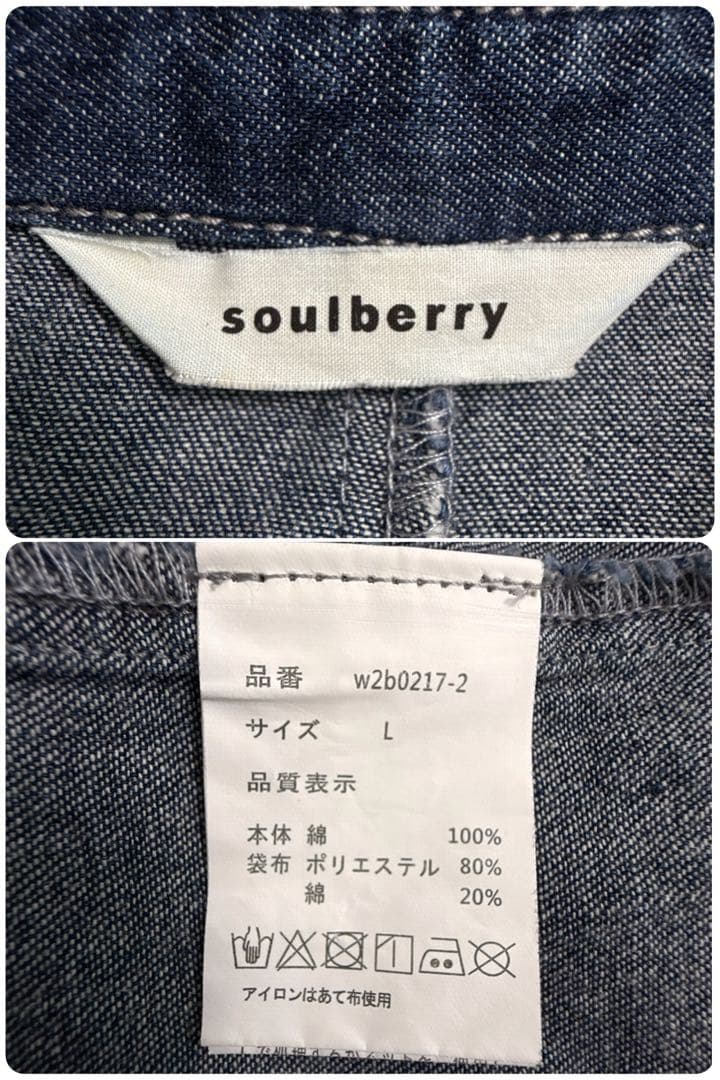 soulberry
品番 w2b0217-2
サイズ L
品質表示
本体 綿 100%
袋布 ポリエステル 80%
綿 20%
アイロンはあて布使用